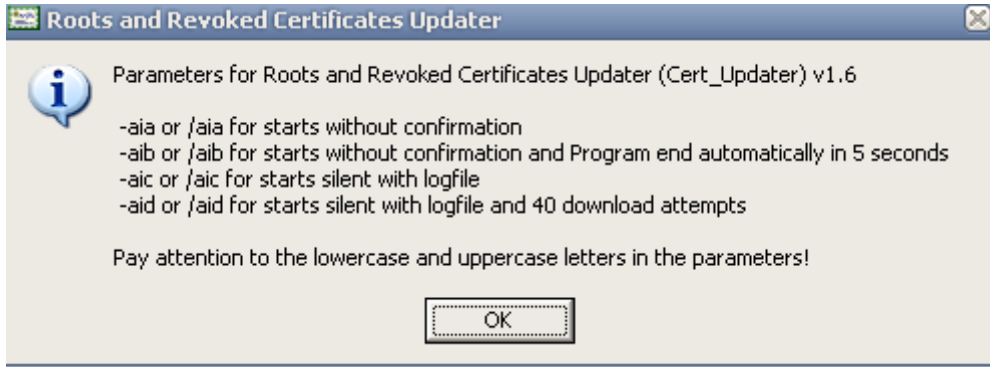 Roots and Revoked Certificates Updater
Parameters for Roots and Revoked Certificates Updater (Cert_Updater) v1.6
-aia or /aia for starts without confirmation
-aib or /aib for starts without confirmation and Program end automatically in 5 seconds
-aic or /aic for starts silent with logfile
-aid or /aid for starts silent with logfile and 40 download attempts
Pay attention to the lowercase and uppercase letters in the parameters!
OK